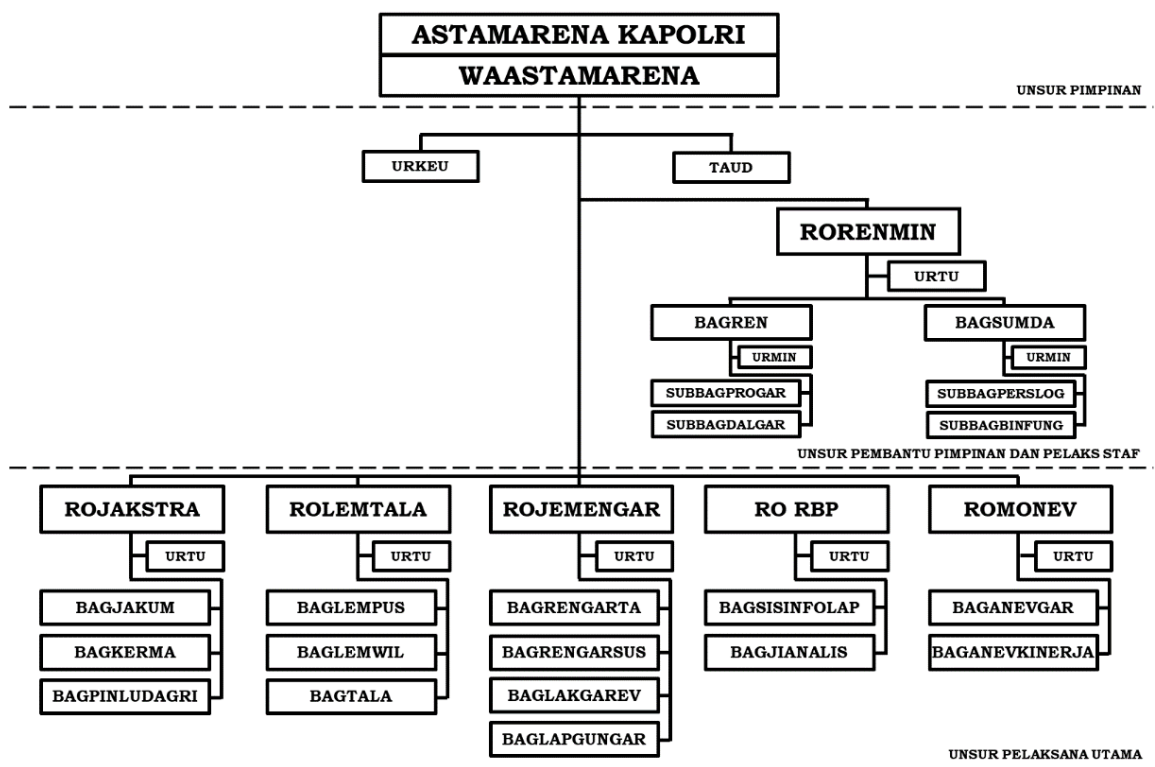 ASTAMARENA KAPOLRI
WAASTAMARENA
UNSUR PIMPINAN
URKEU
TAUD
RORENMIN
URTU
BAGREN
BAGSUMDA
URMIN
URMIN
SUBBAGPROGAR
SUBBAGPERSLOG
SUBBAGDALGAR
SUBBAGBINFUNG
UNSUR PEMBANTU PIMPINAN DAN PELAKS STAF
ROJAKSTRA
ROLEMTALA
ROJEMENGAR
RO RBP
ROMONEV
URTU
URTU
URTU
URTU
URTU
BAGJAKUM
BAGLEMPUS
BAGRENGARTA
BAGSISINFOLAP
BAGANEVGAR
BAGKERMA
BAGLEMWIL
BAGRENGARSUS
BAGJIANALIS
BAGANEVKINERJA
BAGPINLUDAGRI
BAGTALA
BAGLAKGAREV
BAGLAPGUNGAR
UNSUR PELAKSANA UTAMA